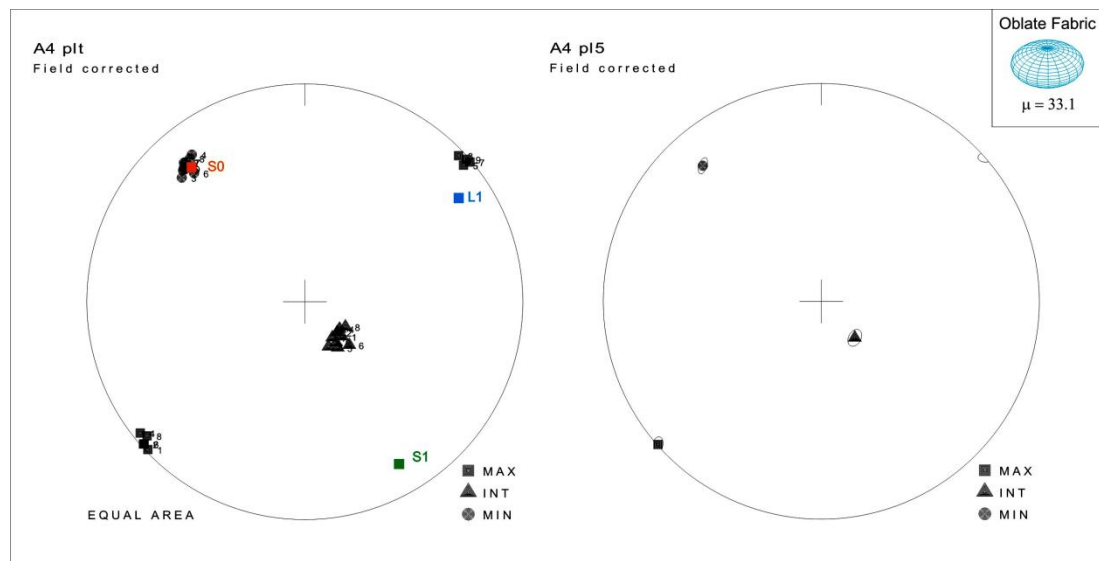 A4 plt
Field corrected
A4 pl5
Field corrected
Oblate Fabric
μ = 33.1
S0
L1
S1
MAX
INT
MIN
EQUAL AREA
MAX
INT
MIN